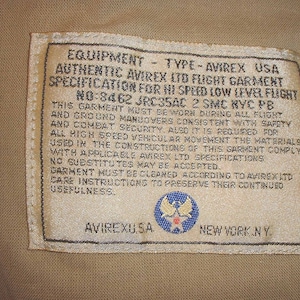 EQUIPMENT - TYPE-AVIREX USA
AUTHENTIC AVIREX LTD FLIGHT GARMENT
SPECIFICATION FOR HI SPEED LOW LEVEL FLIGHT
NO-8462 JRC35AC 2 SMC NYC PB
THIS GARMENT MUST BE WORN DURING ALL FLIGHT
AND GROUND MANOUVERS CONSISTENT WITH SAFETY
AND COMBAT SECURITY. ALSO IT IS REQUIRED FOR
ALL HIGH SPEED VEHICULAR MOVEMENT THE MATERIALS
USED IN THE CONSTRUCTIONS OF THIS GARMENT COMPLY
WITH APPLICABLE AVIREX LTD SPECIFICATIONS
NO SUBSTITUTES MAY BE ACCEPTED.
GARMENT MUST BE CLEANED ACCORDING TO AVIREX LTD
CARE INSTRUCTIONS TO PRESERVE THEIR CONTINUED
USEFULNESS.
AVIREX U.S.A NEW YORK. N.Y.